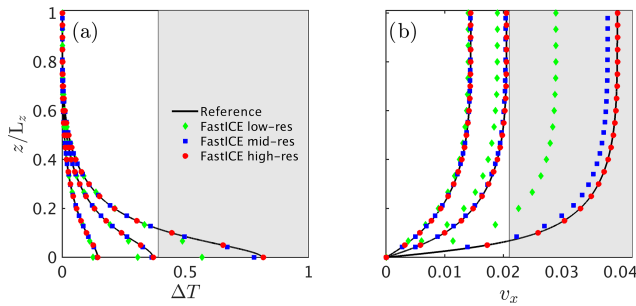 (a)
1
0.8
0.6
0.4
0.2
0
z/L_z
Reference
FastICE low-res
FastICE mid-res
FastICE high-res
0 0.5 1
ΔT
(b)
0 0.01 0.02 0.03 0.04
v_x